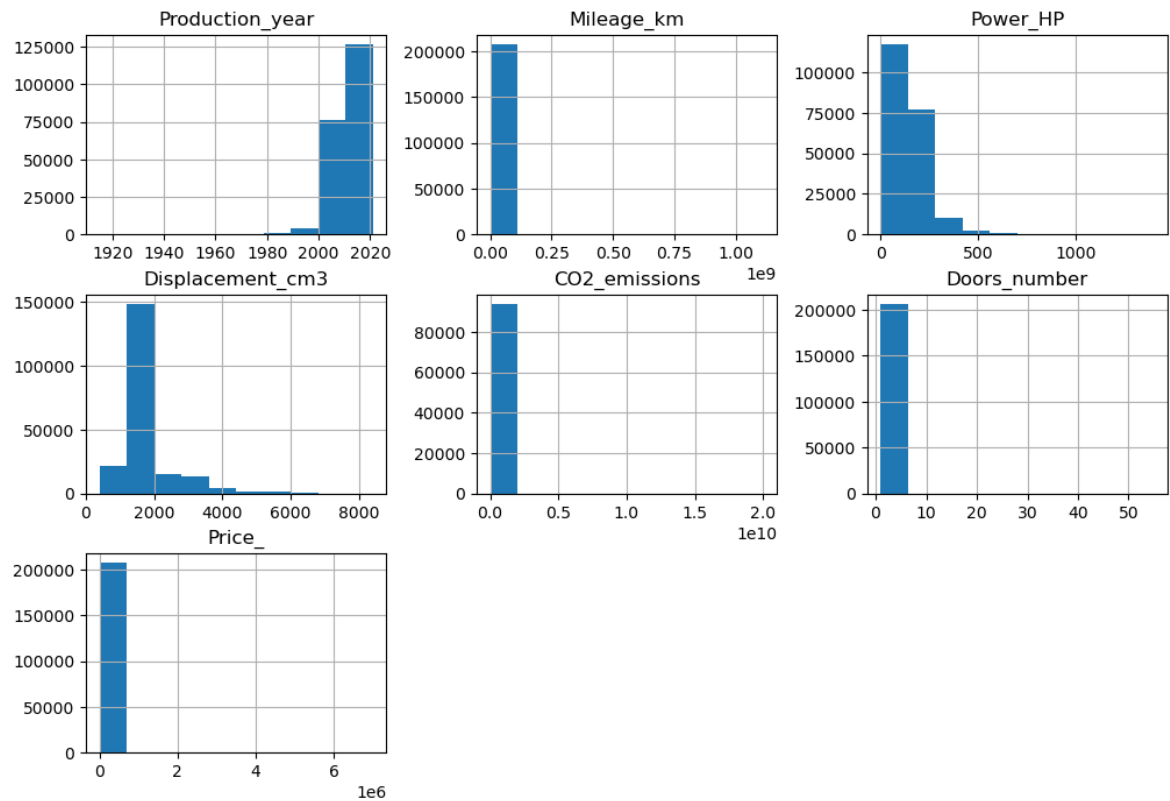 Production_year
125000
100000
75000
50000
25000
0
1920 1940 1960 1980 2000 2020
Mileage_km
200000
150000
100000
50000
0
0.00 0.25 0.50 0.75 1.00
1e9
Power_HP
100000
75000
50000
25000
0
0 500 1000
Displacement_cm3
150000
100000
50000
0
0 2000 4000 6000 8000
CO2_emissions
80000
60000
40000
20000
0
0.0 0.5 1.0 1.5 2.0
1e10
Doors_number
200000
150000
100000
50000
0
0 10 20 30 40 50
Price_
200000
150000
100000
50000
0
0 2 4 6
1e6